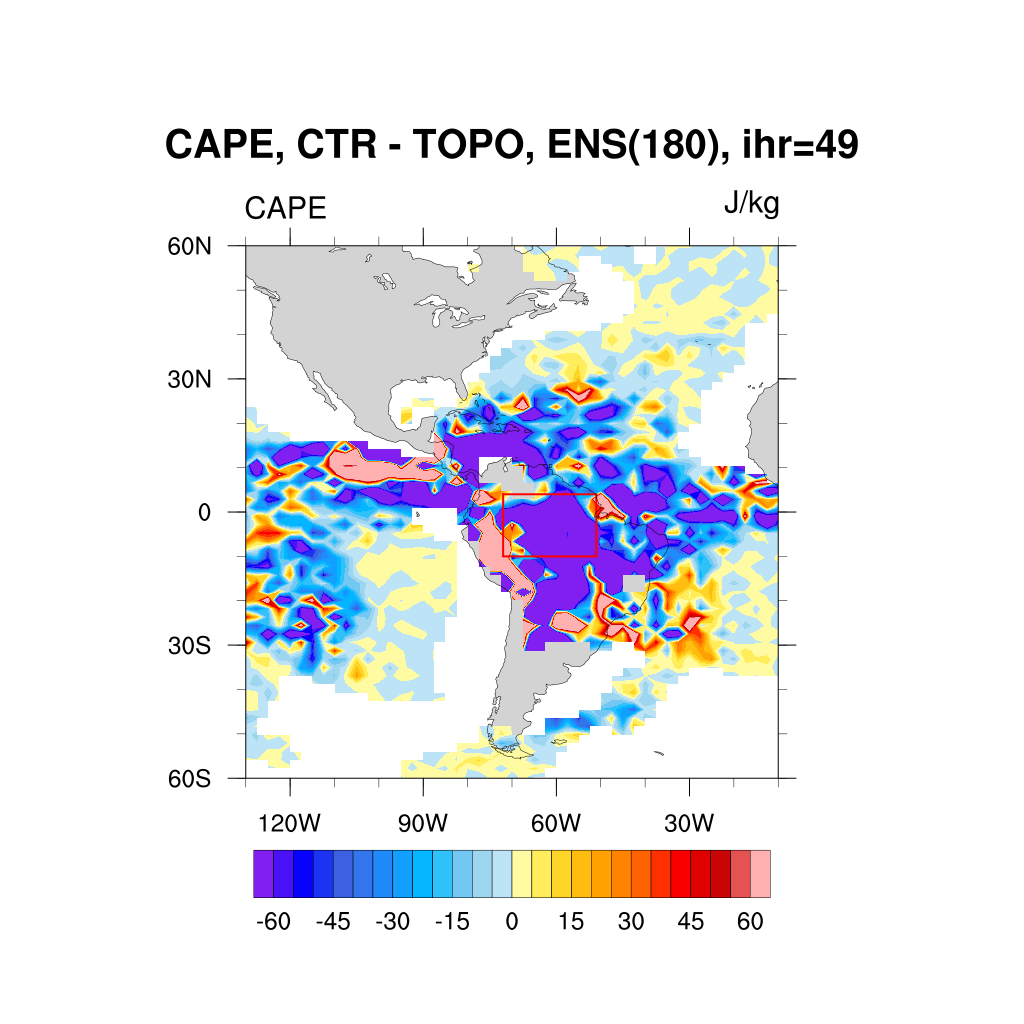 CAPE, CTR - TOPO, ENS(180), ihr=49
CAPE J/kg
60N
30N
0
30S
60S
120W 90W 60W 30W
-60 -45 -30 -15 0 15 30 45 60